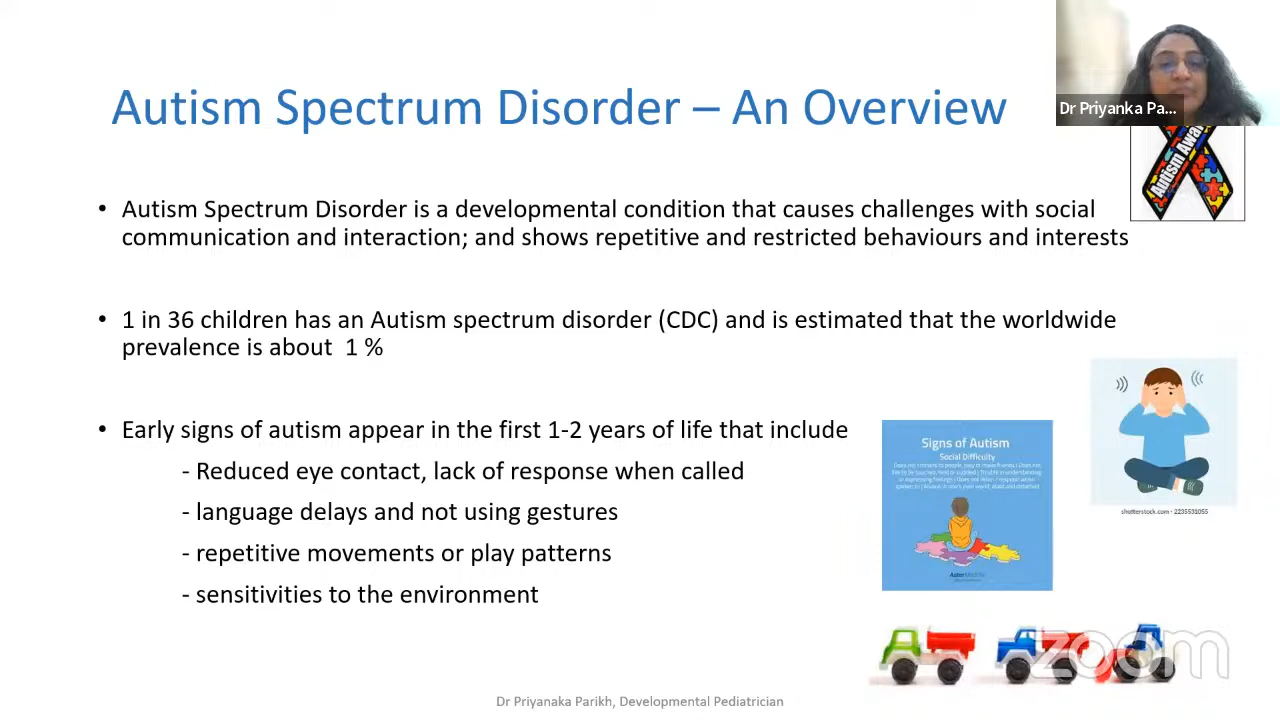 Autism Spectrum Disorder – An Overview
Dr Priyanka Pa...
Autism Awa
• Autism Spectrum Disorder is a developmental condition that causes challenges with social
communication and interaction; and shows repetitive and restricted behaviours and interests
• 1 in 36 children has an Autism spectrum disorder (CDC) and is estimated that the worldwide
prevalence is about 1 %
• Early signs of autism appear in the first 1-2 years of life that include
- Reduced eye contact, lack of response when called
- language delays and not using gestures
- repetitive movements or play patterns
- sensitivities to the environment
Signs of Autism
Social Difficulty
shutterstock.com · 2235531055
zoom
Dr Priyanaka Parikh, Developmental Pediatrician